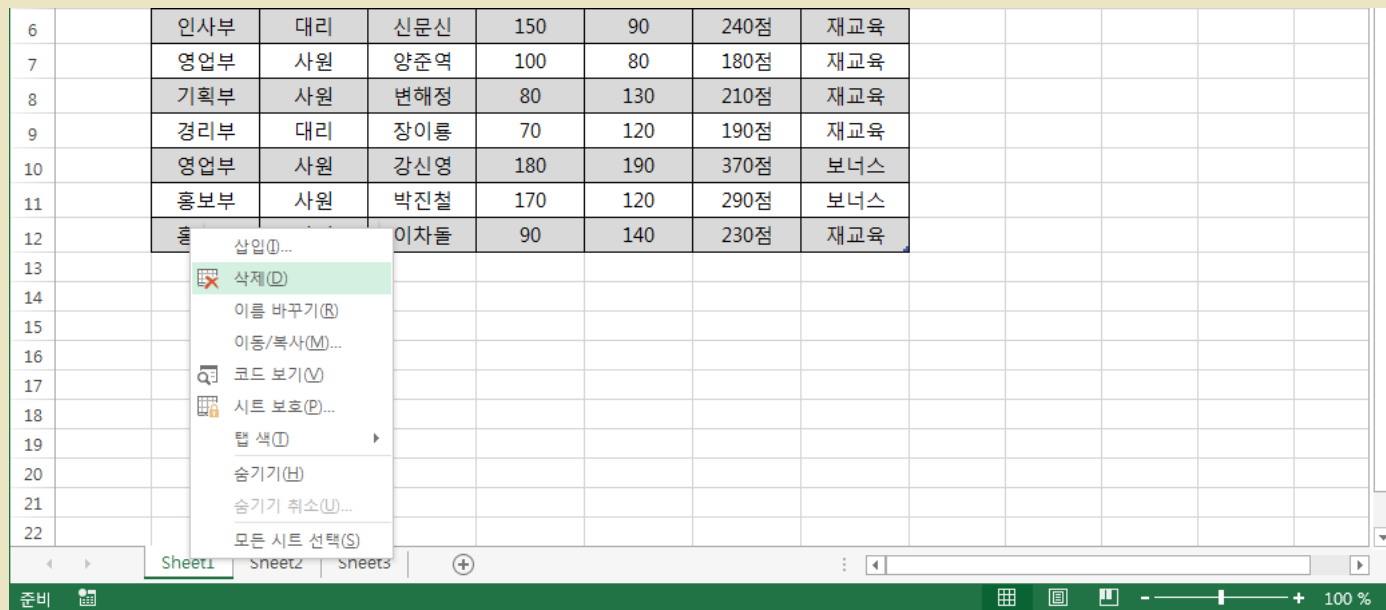 6 인사부 대리 신문신 150 90 240점 재교육
7 영업부 사원 양준역 100 80 180점 재교육
8 기획부 사원 변해정 80 130 210점 재교육
9 경리부 대리 장이룡 70 120 190점 재교육
10 영업부 사원 강신영 180 190 370점 보너스
11 홍보부 사원 박진철 170 120 290점 보너스
12 이차돌 90 140 230점 재교육
삽입(I)...
13
삭제(D)
14
이름 바꾸기(R)
15
이동/복사(M)...
16
17
코드 보기(V)
18
시트 보호(P)...
19
탭 색(T)
20
숨기기(H)
21
숨기기 취소(U)...
22
모든 시트 선택(S)
Sheet1 Sheet2 Sheet3
준비 100 %